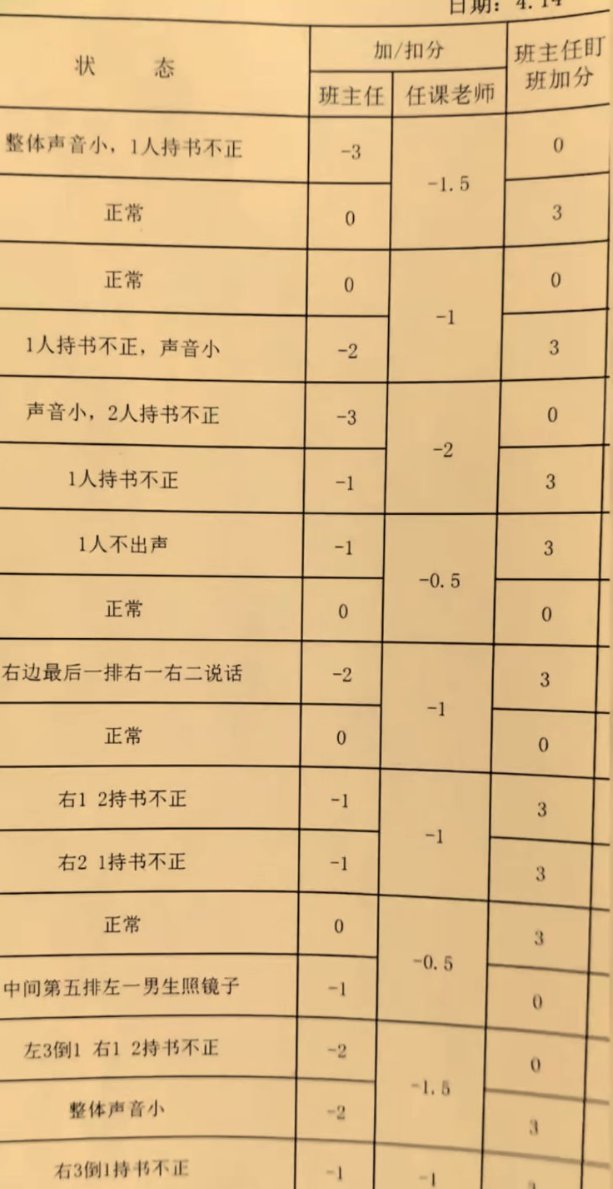 日期：4.14
状 态 加/扣分 班主任盯
班加分
班主任 任课老师
整体声音小，1人持书不正 -3 -1.5 0
正常 0 3
正常 0 -1 0
1人持书不正，声音小 -2 3
声音小，2人持书不正 -3 -2 0
1人持书不正 -1 3
1人不出声 -1 -0.5 3
正常 0 0
右边最后一排右一右二说话 -2 -1 3
正常 0 0
右1 2持书不正 -1 -1 3
右2 1持书不正 -1 3
正常 0 -0.5 3
中间第五排左一男生照镜子 -1 0
左3倒1 右1 2持书不正 -2 -1.5 0
整体声音小 -2 3
右3倒1持书不正 -1 -1